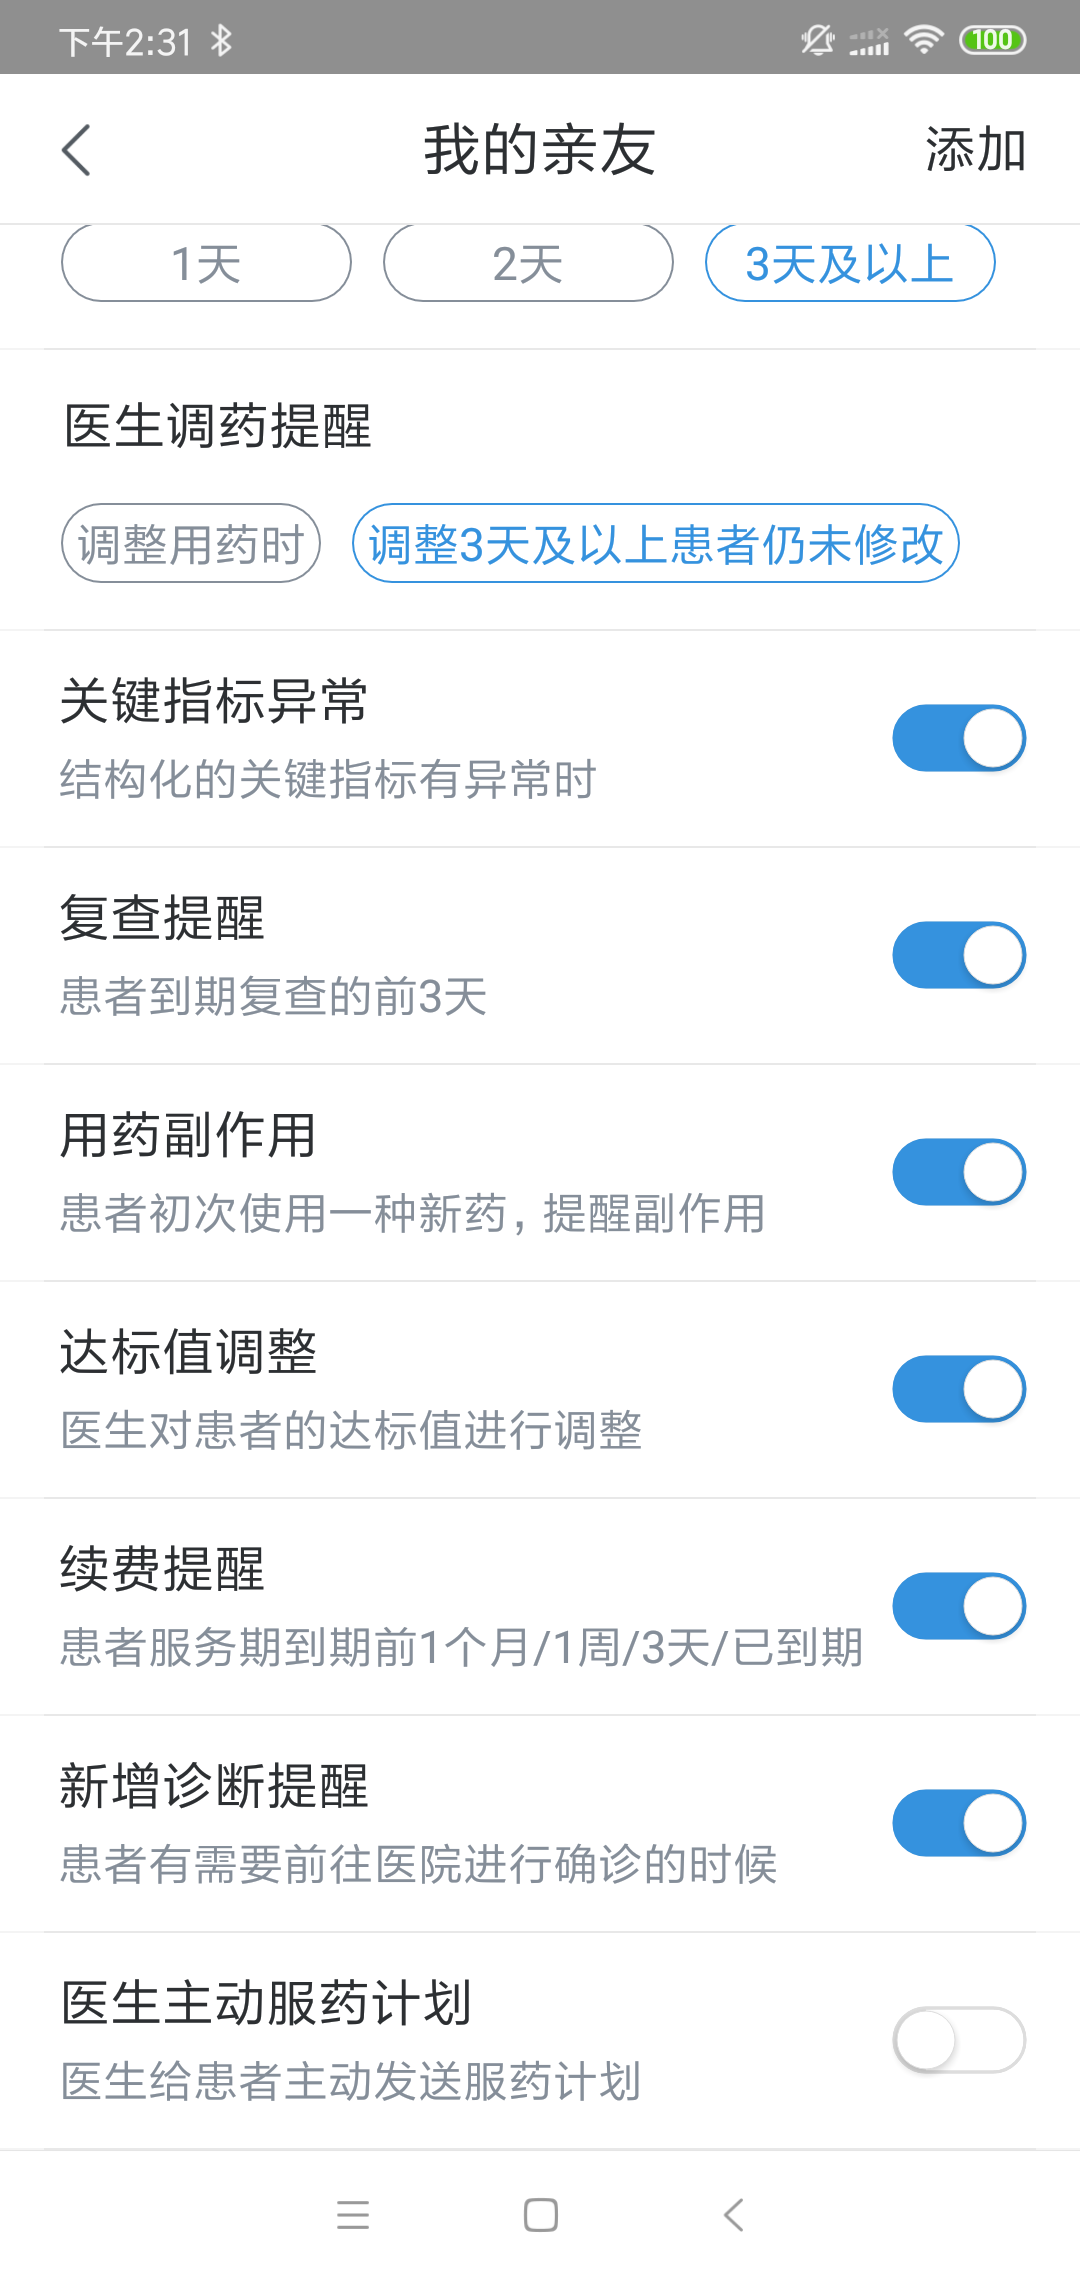 下午2:31
100
我的亲友
添加
1天 2天 3天及以上
医生调药提醒
调整用药时 调整3天及以上患者仍未修改
关键指标异常
结构化的关键指标有异常时
复查提醒
患者到期复查的前3天
用药副作用
患者初次使用一种新药，提醒副作用
达标值调整
医生对患者的达标值进行调整
续费提醒
患者服务期到期前1个月/1周/3天/已到期
新增诊断提醒
患者有需要前往医院进行确诊的时候
医生主动服药计划
医生给患者主动发送服药计划